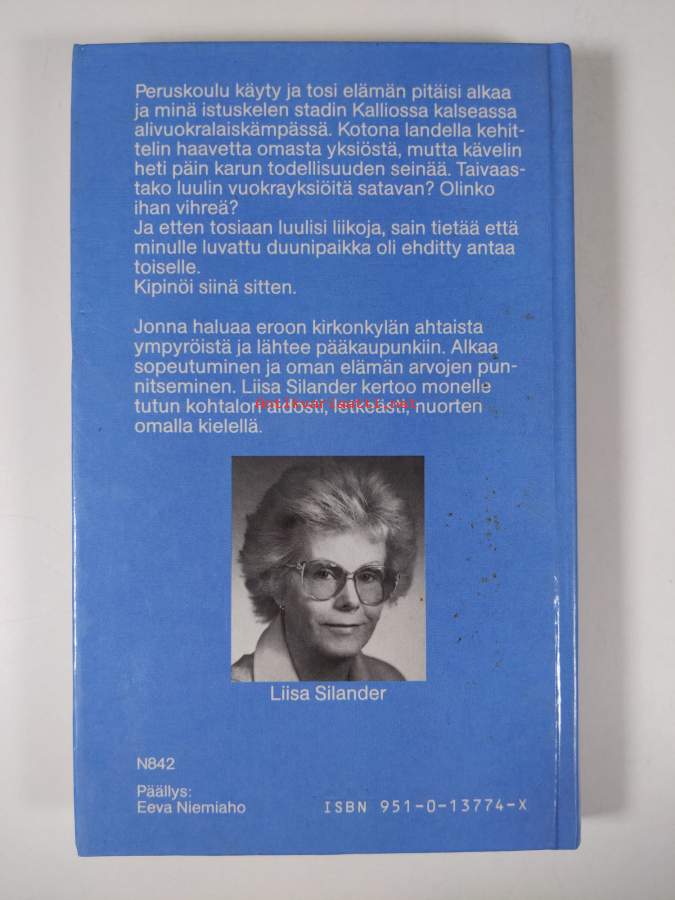 Peruskoulu käyty ja tosi elämän pitäisi alkaa
ja minä istuskelen stadin Kalliossa kalseassa
alivuokralaiskämpässä. Kotona landella kehit-
telin haavetta omasta yksiöstä, mutta kävelin
heti päin karun todellisuuden seinää. Taivaas-
tako luulin vuokrayksiöitä satavan? Olinko
ihan vihreä?
Ja etten tosiaan luulisi liikoja, sain tietää että
minulle luvattu duunipaikka oli ehditty antaa
toiselle.
Kipinöi siinä sitten.
Jonna haluaa eroon kirkonkylän ahtaista
ympyröistä ja lähtee pääkaupunkiin. Alkaa
sopeutuminen ja oman elämän arvojen pun-
nitseminen. Liisa Silander kertoo monelle
tutun kohtalon letkeästi, nuorten
antikvariaatti.net
omalla kielellä.
Liisa Silander
N842
Päällys:
Eeva Niemiaho
ISBN 951-0-13774-X